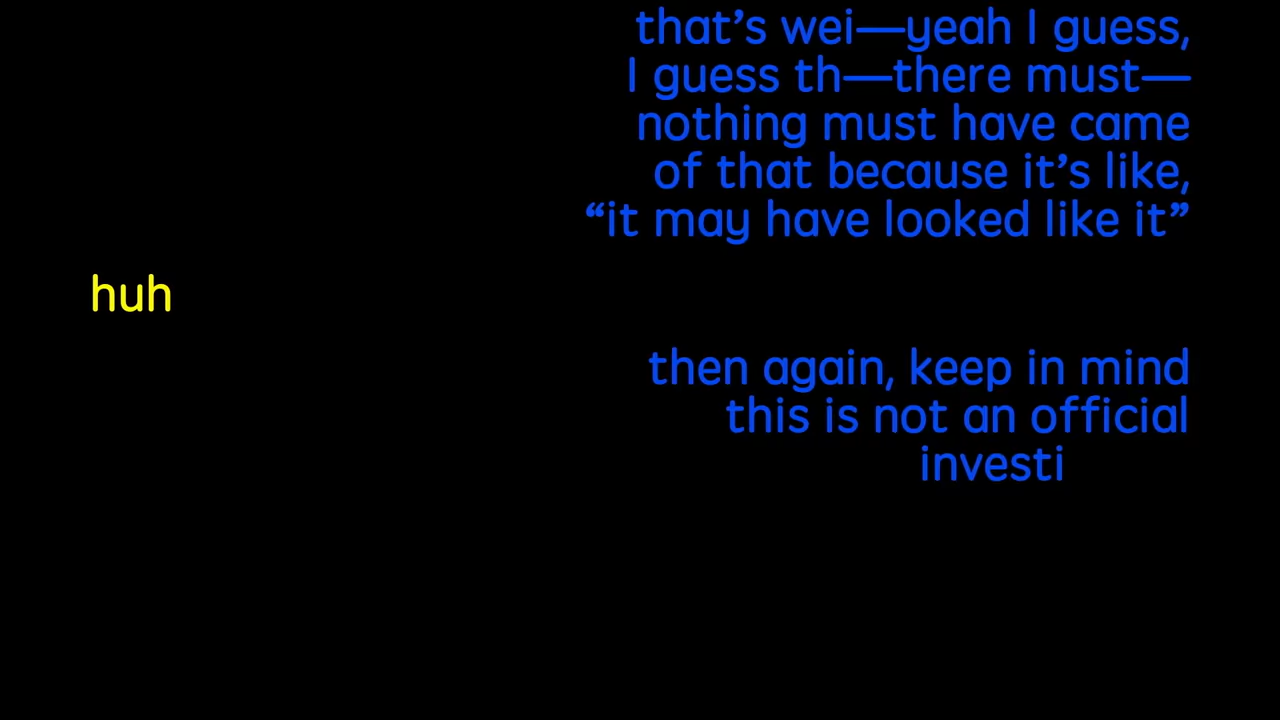 that’s wei—yeah I guess,
I guess th—there must—
nothing must have came
of that because it’s like,
“it may have looked like it”
huh
then again, keep in mind
this is not an official
investi